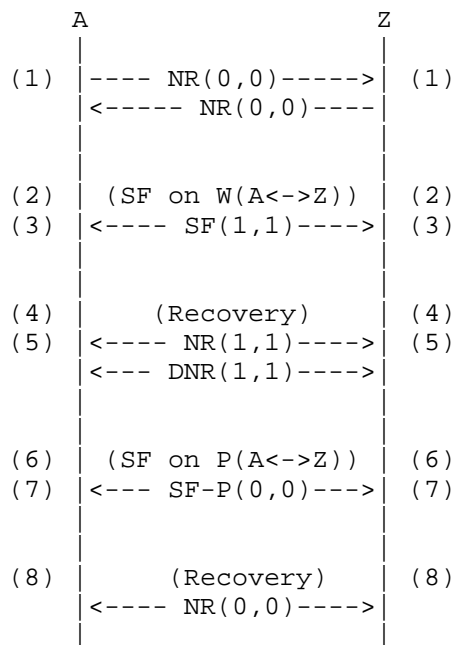 A Z
| |
(1) |---- NR(0,0)----->| (1)
|<----- NR(0,0)----|
| |
| |
(2) | (SF on W(A<->Z)) | (2)
(3) |<---- SF(1,1)---->| (3)
| |
| |
(4) | (Recovery) | (4)
(5) |<---- NR(1,1)---->| (5)
|<--- DNR(1,1)---->|
| |
| |
(6) | (SF on P(A<->Z)) | (6)
(7) |<--- SF-P(0,0)--->| (7)
| |
| |
(8) | (Recovery) | (8)
|<---- NR(0,0)---->|
| |